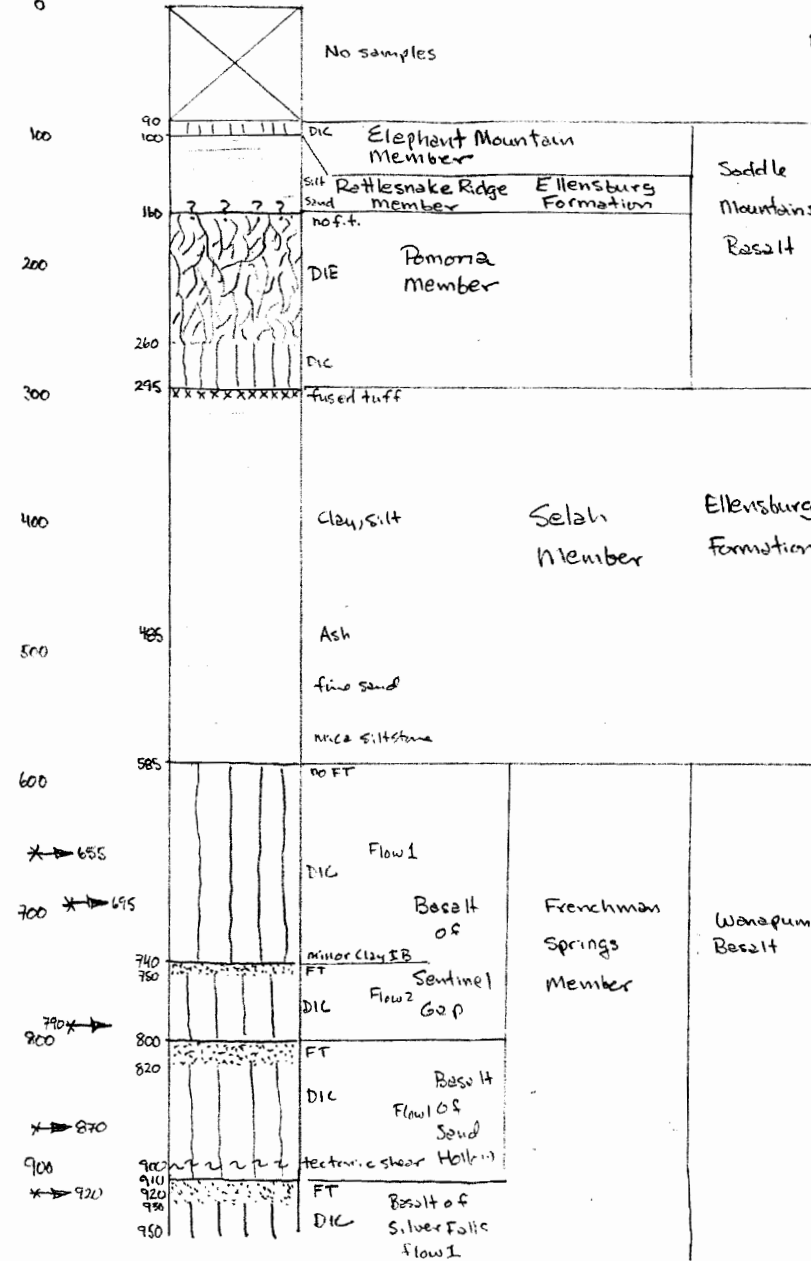 0
No samples
90
100
100
DIC
Elephant Mountain
Member
Saddle
Mountains
Basalt
silt
Sand
Rattlesnake Ridge
member
Ellensburg
Formation
? ? ? ?
160
no f.t.
200
DIE
Pomona
member
260
DIC
295
300
xxxxxxxxxx
fused tuff
400
Clay, silt
Selah
Member
Ellensburg
Formation
485
Ash
500
fine sand
mica siltstone
585
600
no FT
655
DIC
Flow 1
695
700
Basalt
of
Sentinel
Gap
Frenchman
Springs
Member
Wanapum
Basalt
minor clay IB
740
750
FT
DIC
Flow 2
790
800
800
FT
820
DIC
Basalt
Flow 1 of
Sand
Hollow
870
900
900
tectonic shear
910
920
920
930
FT
DIC
950
Basalt of
Silver Falls
flow 1